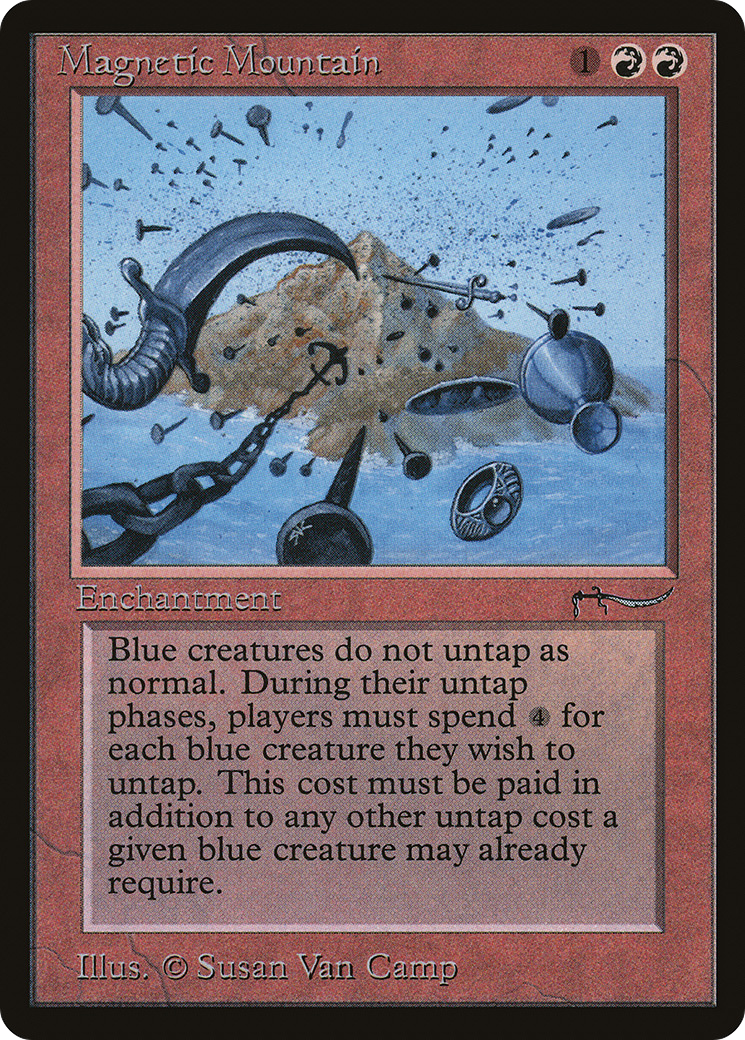 Magnetic Mountain 1
Enchantment
Blue creatures do not untap as
normal. During their untap
phases, players must spend 4 for
each blue creature they wish to
untap. This cost must be paid in
addition to any other untap cost a
given blue creature may already
require.
Illus. © Susan Van Camp